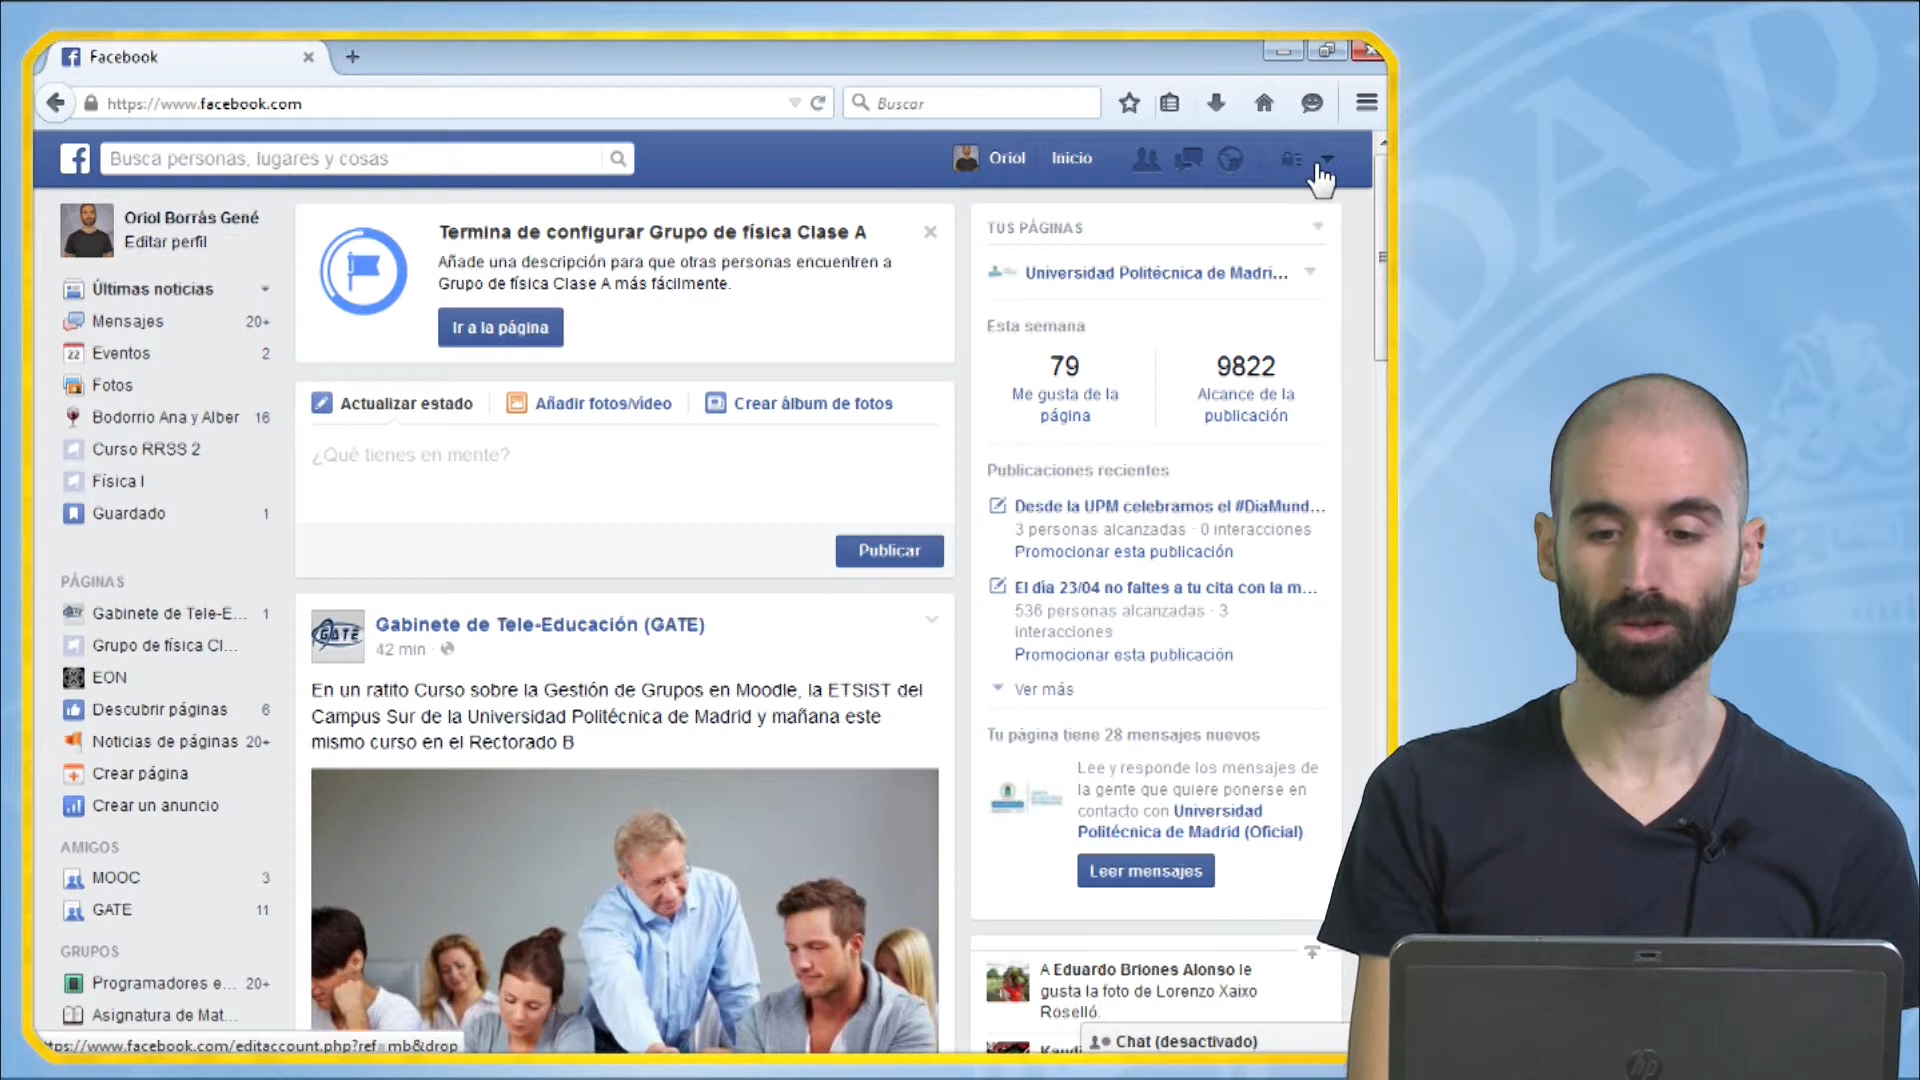 Facebook
https://www.facebook.com
Buscar
Busca personas, lugares y cosas
Oriol
Inicio
Oriol Borrás Gené
Editar perfil
Últimas noticias
Mensajes 20+
22 Eventos 2
Fotos
Bodorrio Ana y Alber 16
Curso RRSS 2
Física I
Guardado 1
PÁGINAS
Gabinete de Tele-E... 1
Grupo de física Cl...
EON
Descubrir páginas 6
Noticias de páginas 20+
Crear página
Crear un anuncio
AMIGOS
MOOC 3
GATE 11
GRUPOS
Programadores e... 20+
Asignatura de Mat...
Termina de configurar Grupo de física Clase A
Añade una descripción para que otras personas encuentren a
Grupo de física Clase A más fácilmente.
Ir a la página
Actualizar estado
Añadir fotos/vídeo
Crear álbum de fotos
¿Qué tienes en mente?
Publicar
GATE
Gabinete de Tele-Educación (GATE)
42 min ·
En un ratito Curso sobre la Gestión de Grupos en Moodle, la ETSIST del
Campus Sur de la Universidad Politécnica de Madrid y mañana este
mismo curso en el Rectorado B
TUS PÁGINAS
Universidad Politécnica de Madri...
Esta semana
79
Me gusta de la
página
9822
Alcance de la
publicación
Publicaciones recientes
Desde la UPM celebramos el #DiaMund...
3 personas alcanzadas · 0 interacciones
Promocionar esta publicación
El día 23/04 no faltes a tu cita con la m...
536 personas alcanzadas · 3
interacciones
Promocionar esta publicación
Ver más
Tu página tiene 28 mensajes nuevos
Lee y responde los mensajes de
la gente que quiere ponerse en
contacto con Universidad
Politécnica de Madrid (Oficial)
Leer mensajes
A Eduardo Briones Alonso le
gusta la foto de Lorenzo Xaixo
Roselló.
Chat (desactivado)
ttps://www.facebook.com/editaccount.php?ref=mb&drop
hp
DAD